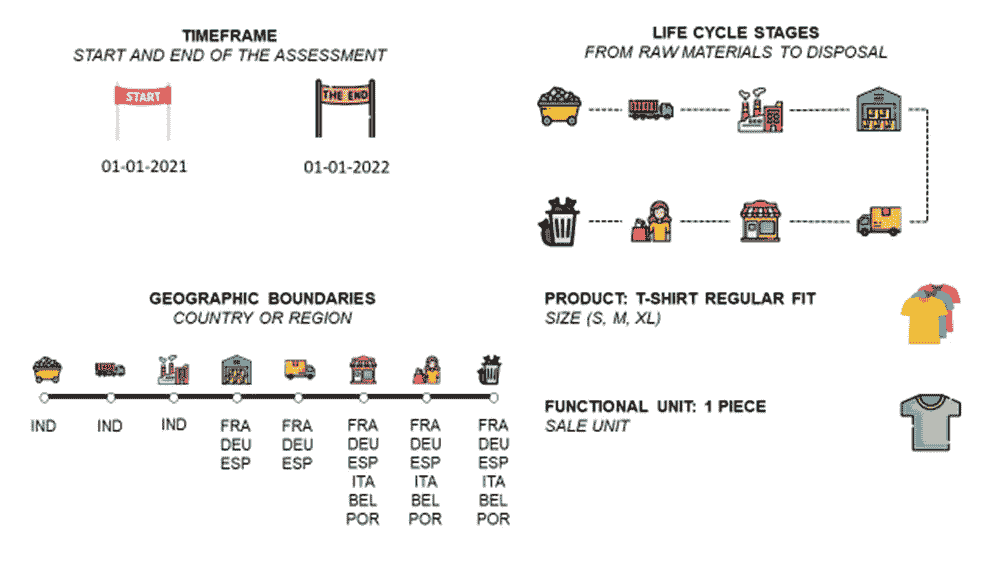 TIMEFRAME
START AND END OF THE ASSESSMENT
START
THE END
01-01-2021
01-01-2022
LIFE CYCLE STAGES
FROM RAW MATERIALS TO DISPOSAL
GEOGRAPHIC BOUNDARIES
COUNTRY OR REGION
IND
IND
IND
FRA
DEU
ESP
FRA
DEU
ESP
FRA
DEU
ESP
ITA
BEL
POR
FRA
DEU
ESP
ITA
BEL
POR
FRA
DEU
ESP
ITA
BEL
POR
PRODUCT: T-SHIRT REGULAR FIT
SIZE (S, M, XL)
FUNCTIONAL UNIT: 1 PIECE
SALE UNIT